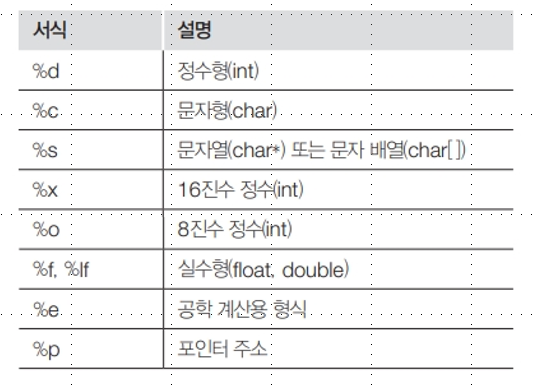 서식 설명
%d 정수형(int)
%c 문자형(char)
%s 문자열(char*) 또는 문자 배열(char[ ])
%x 16진수 정수(int)
%o 8진수 정수(int)
%f, %lf 실수형(float, double)
%e 공학 계산용 형식
%p 포인터 주소